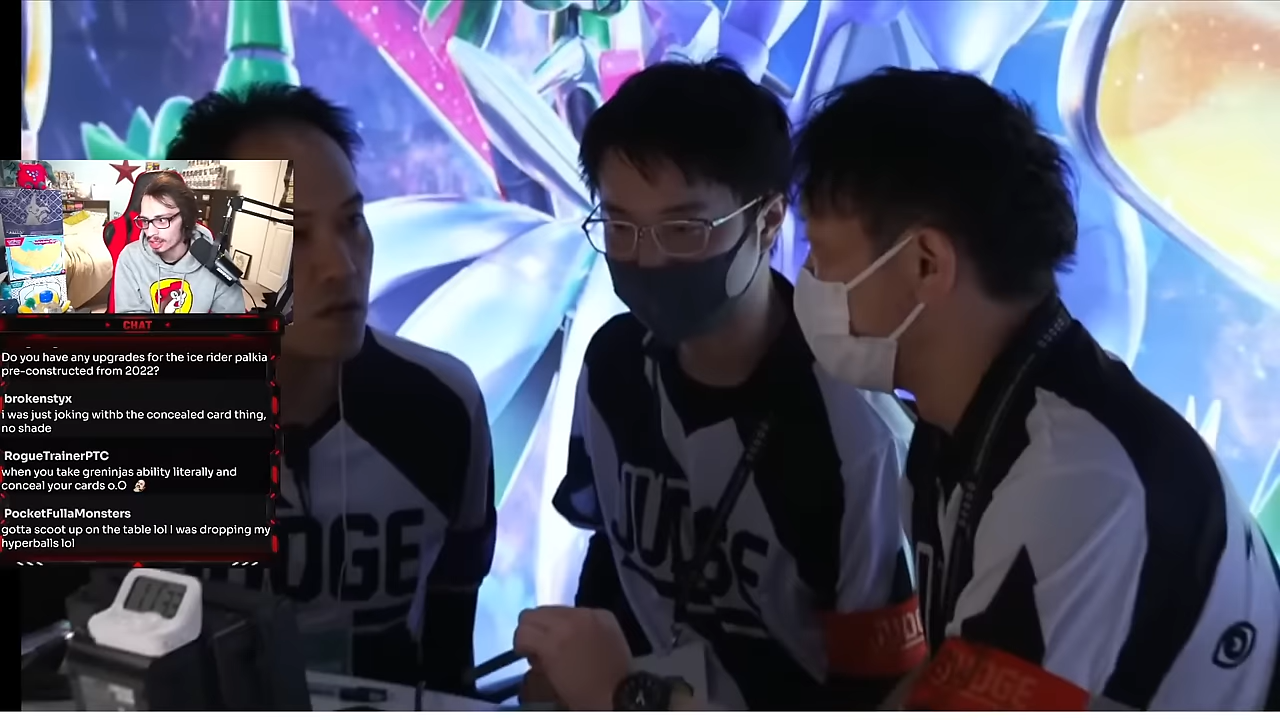 CHAT
Do you have any upgrades for the ice rider palkia
pre-constructed from 2022?
brokenstyx
i was just joking withb the concealed card thing,
no shade
RogueTrainerPTC
when you take greninjas ability literally and
conceal your cards o.O
PocketFullaMonsters
gotta scoot up on the table lol I was dropping my
hyperballs lol
JUDGE
JUDGE
JUDGE